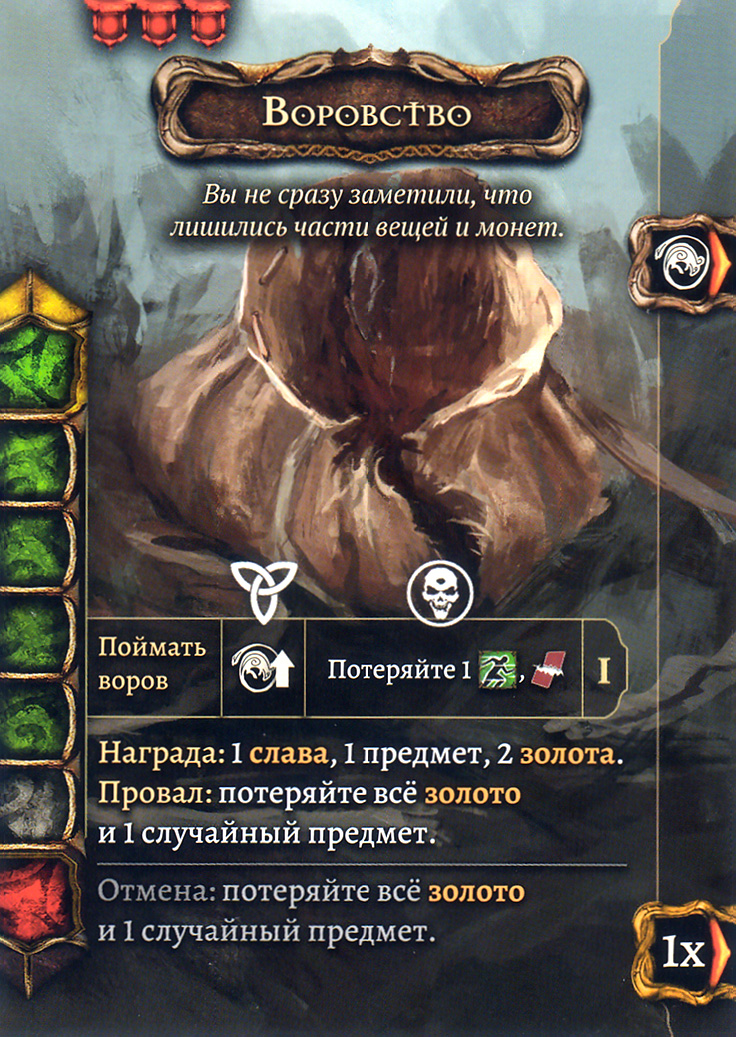 Воровство
Вы не сразу заметили, что
лишились части вещей и монет.
Поймать
воров
Потеряйте 1 ,
I
Награда: 1 слава, 1 предмет, 2 золота.
Провал: потеряйте всё золото
и 1 случайный предмет.
Отмена: потеряйте всё золото
и 1 случайный предмет.
1x